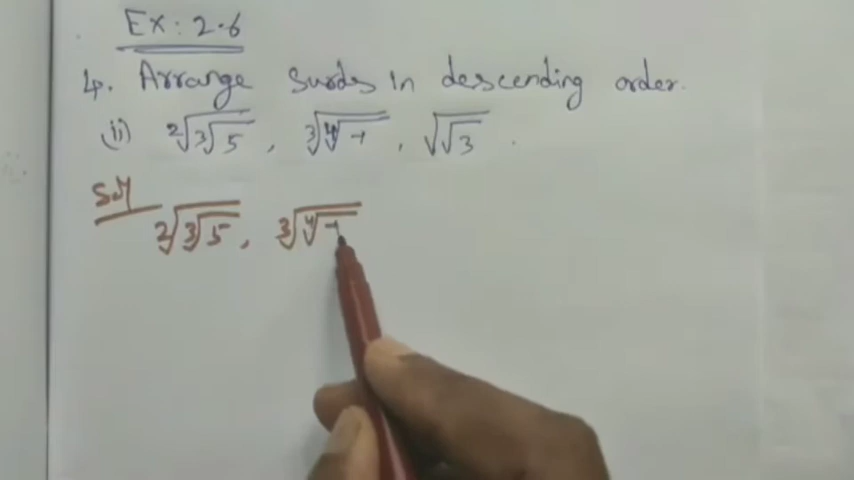 Ex: 2.6
4. Arrange Surds in descending order.
(ii) ²√³√5, ³√⁴√7, √√3.
Sol
²√³√5, ³√⁴√7